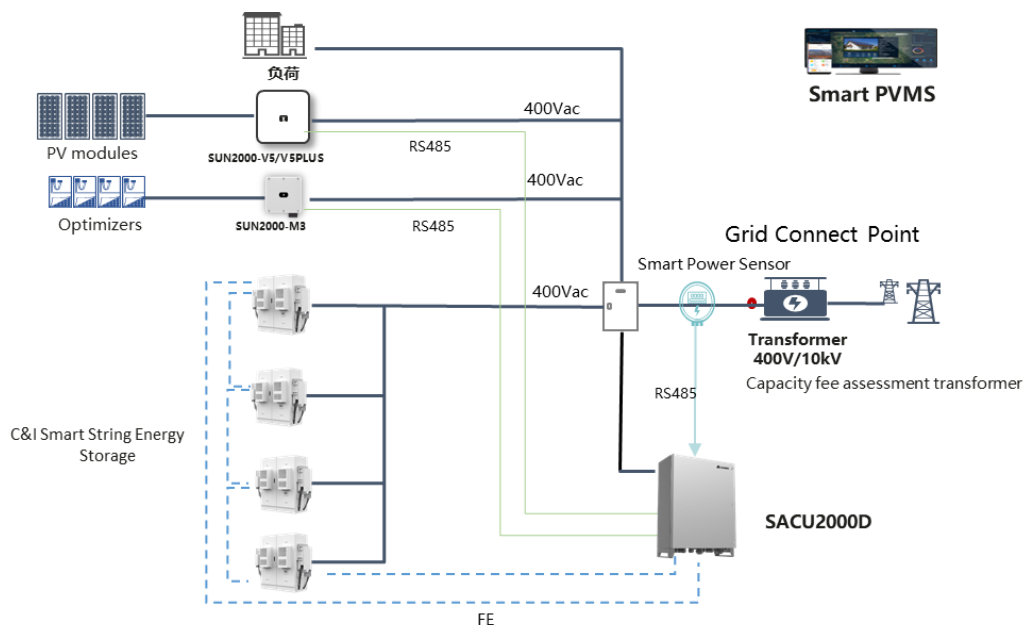 负荷
Smart PVMS
400Vac
PV modules
SUN2000-V5/V5PLUS
RS485
400Vac
Optimizers
SUN2000-M3
RS485
Grid Connect Point
Smart Power Sensor
400Vac
Transformer
400V/10kV
Capacity fee assessment transformer
RS485
C&I Smart String Energy
Storage
SACU2000D
FE